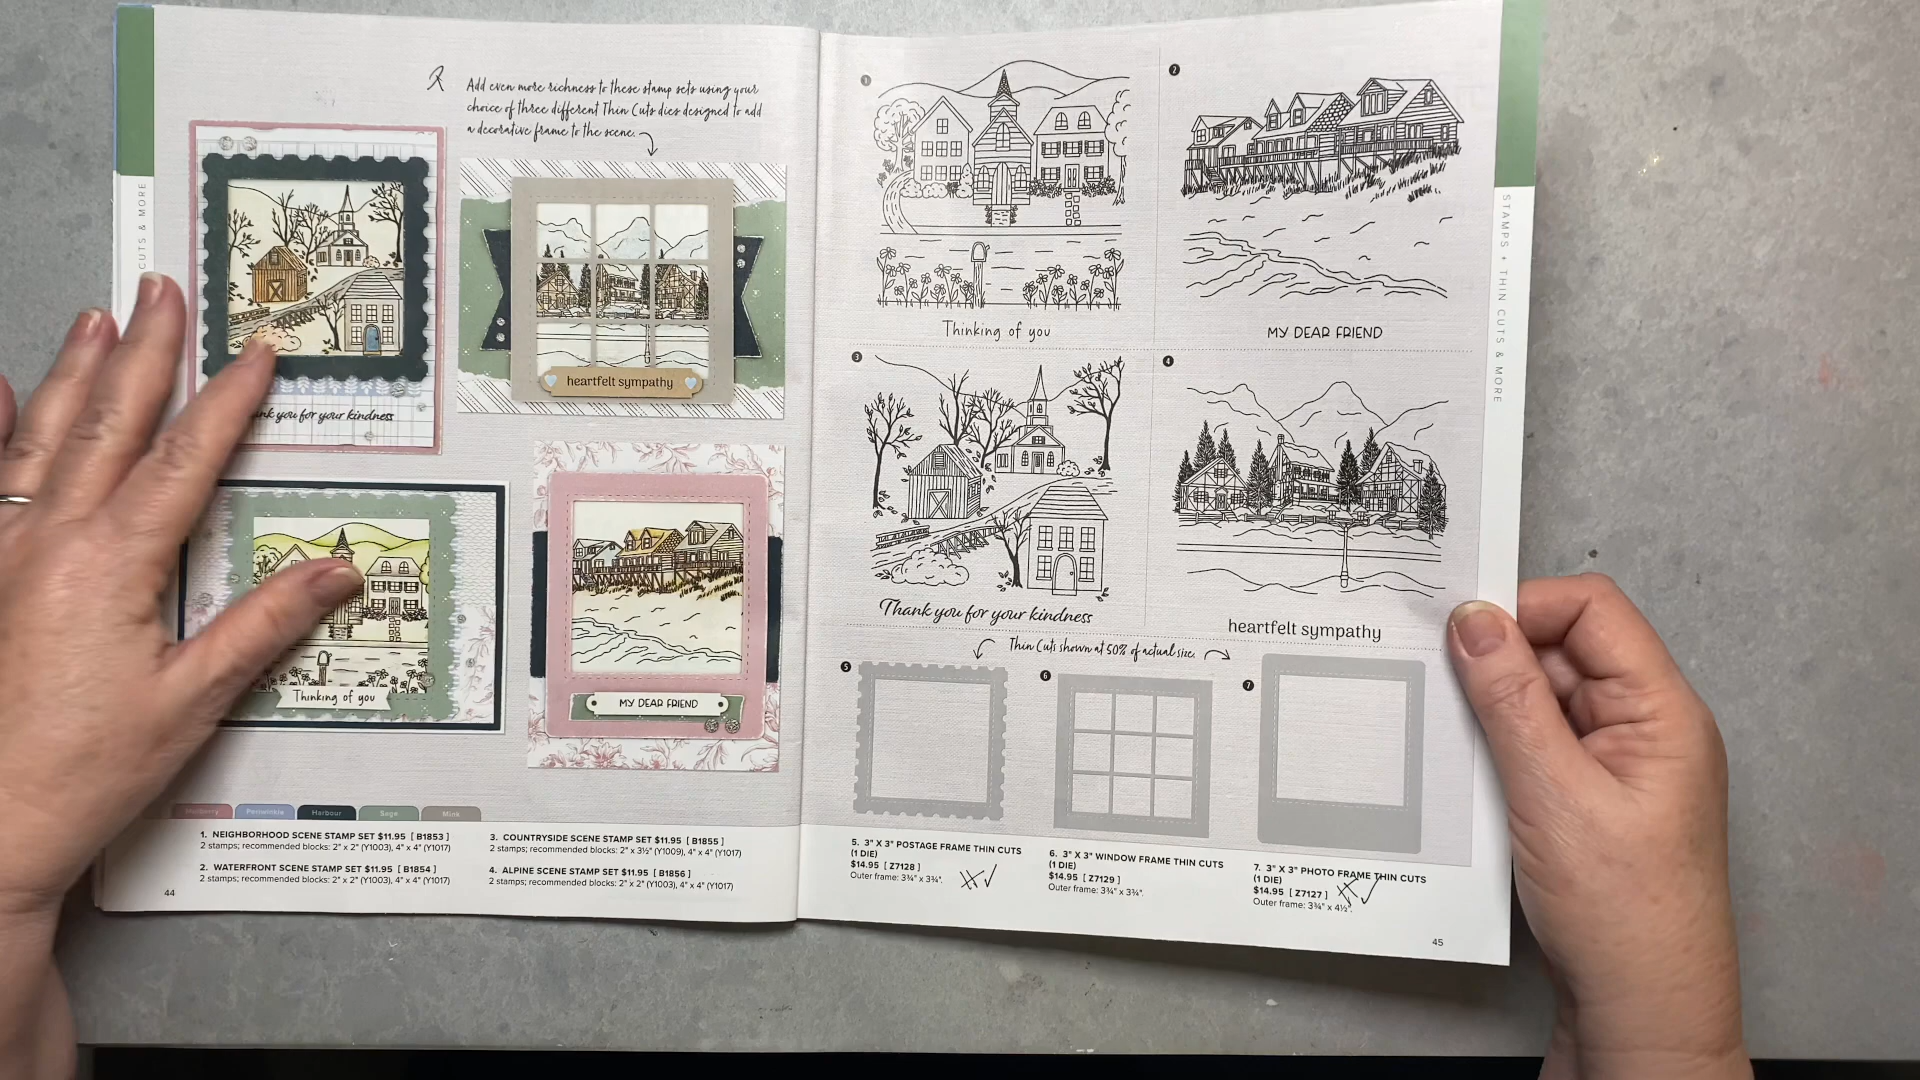 CUTS & MORE
Add even more richness to these stamp sets using your
choice of three different Thin Cuts dies designed to add
a decorative frame to the scene.
heartfelt sympathy
you for your kindness
Thinking of you
MY DEAR FRIEND
Periwinkle
Harbour
Sage
Mink
1. NEIGHBORHOOD SCENE STAMP SET $11.95 [ B1853 ]
2 stamps; recommended blocks: 2" x 2" (Y1003), 4" x 4" (Y1017)
2. WATERFRONT SCENE STAMP SET $11.95 [ B1854 ]
2 stamps; recommended blocks: 2" x 2" (Y1003), 4" x 4" (Y1017)
3. COUNTRYSIDE SCENE STAMP SET $11.95 [ B1855 ]
2 stamps; recommended blocks: 2" x 3½" (Y1009), 4" x 4" (Y1017)
4. ALPINE SCENE STAMP SET $11.95 [ B1856 ]
2 stamps; recommended blocks: 2" x 2" (Y1003), 4" x 4" (Y1017)
44
1
Thinking of you
2
MY DEAR FRIEND
3
Thank you for your kindness
4
heartfelt sympathy
Thin Cuts shown at 50% of actual size.
5
6
7
5. 3" X 3" POSTAGE FRAME THIN CUTS
(1 DIE)
$14.95 [ Z7128 ]
Outer frame: 3¾" x 3¾".
6. 3" X 3" WINDOW FRAME THIN CUTS
(1 DIE)
$14.95 [ Z7129 ]
Outer frame: 3¾" x 3¾".
7. 3" X 3" PHOTO FRAME THIN CUTS
(1 DIE)
$14.95 [ Z7127 ]
Outer frame: 3¾" x 4½".
45
STAMPS + THIN CUTS & MORE